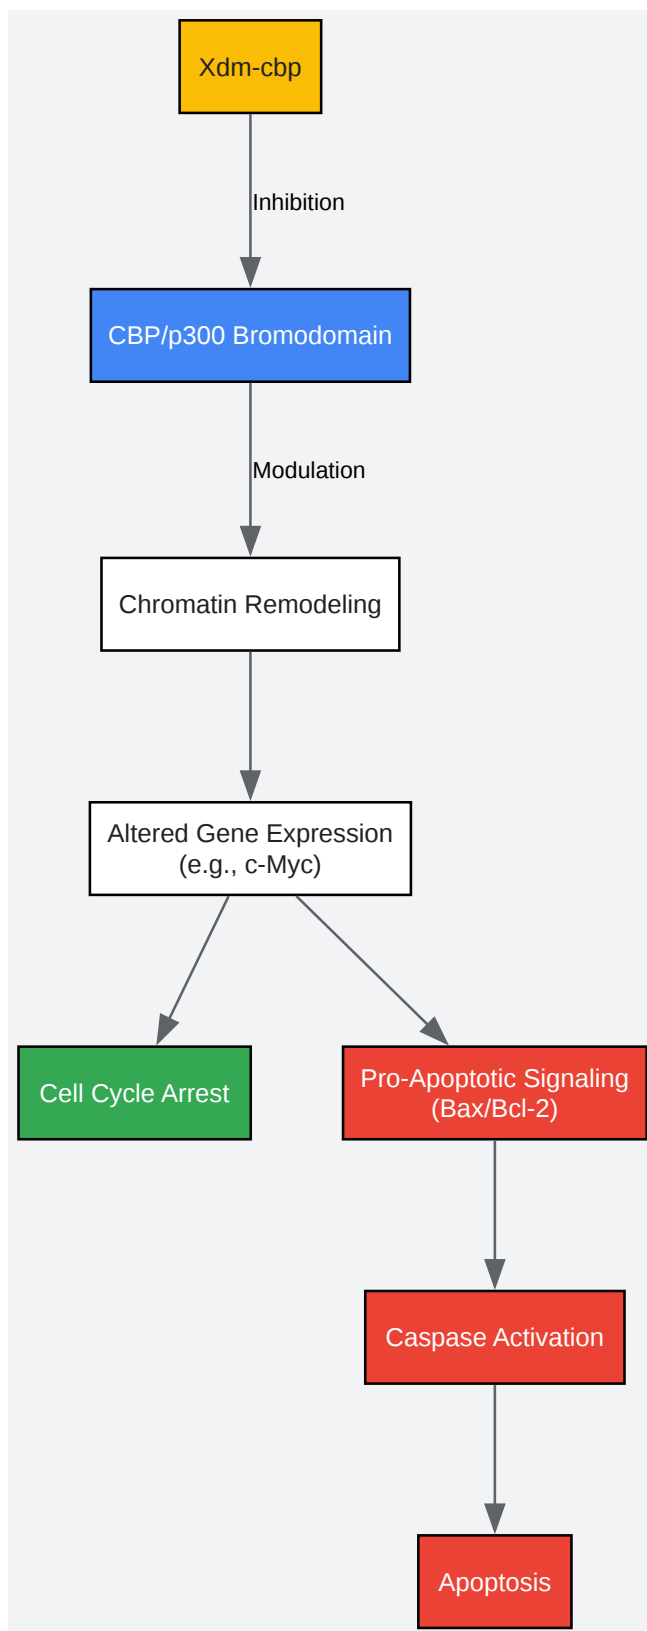 Xdm-cbp
Inhibition
CBP/p300 Bromodomain
Modulation
Chromatin Remodeling
Altered Gene Expression
(e.g., c-Myc)
Cell Cycle Arrest
Pro-Apoptotic Signaling
(Bax/Bcl-2)
Caspase Activation
Apoptosis